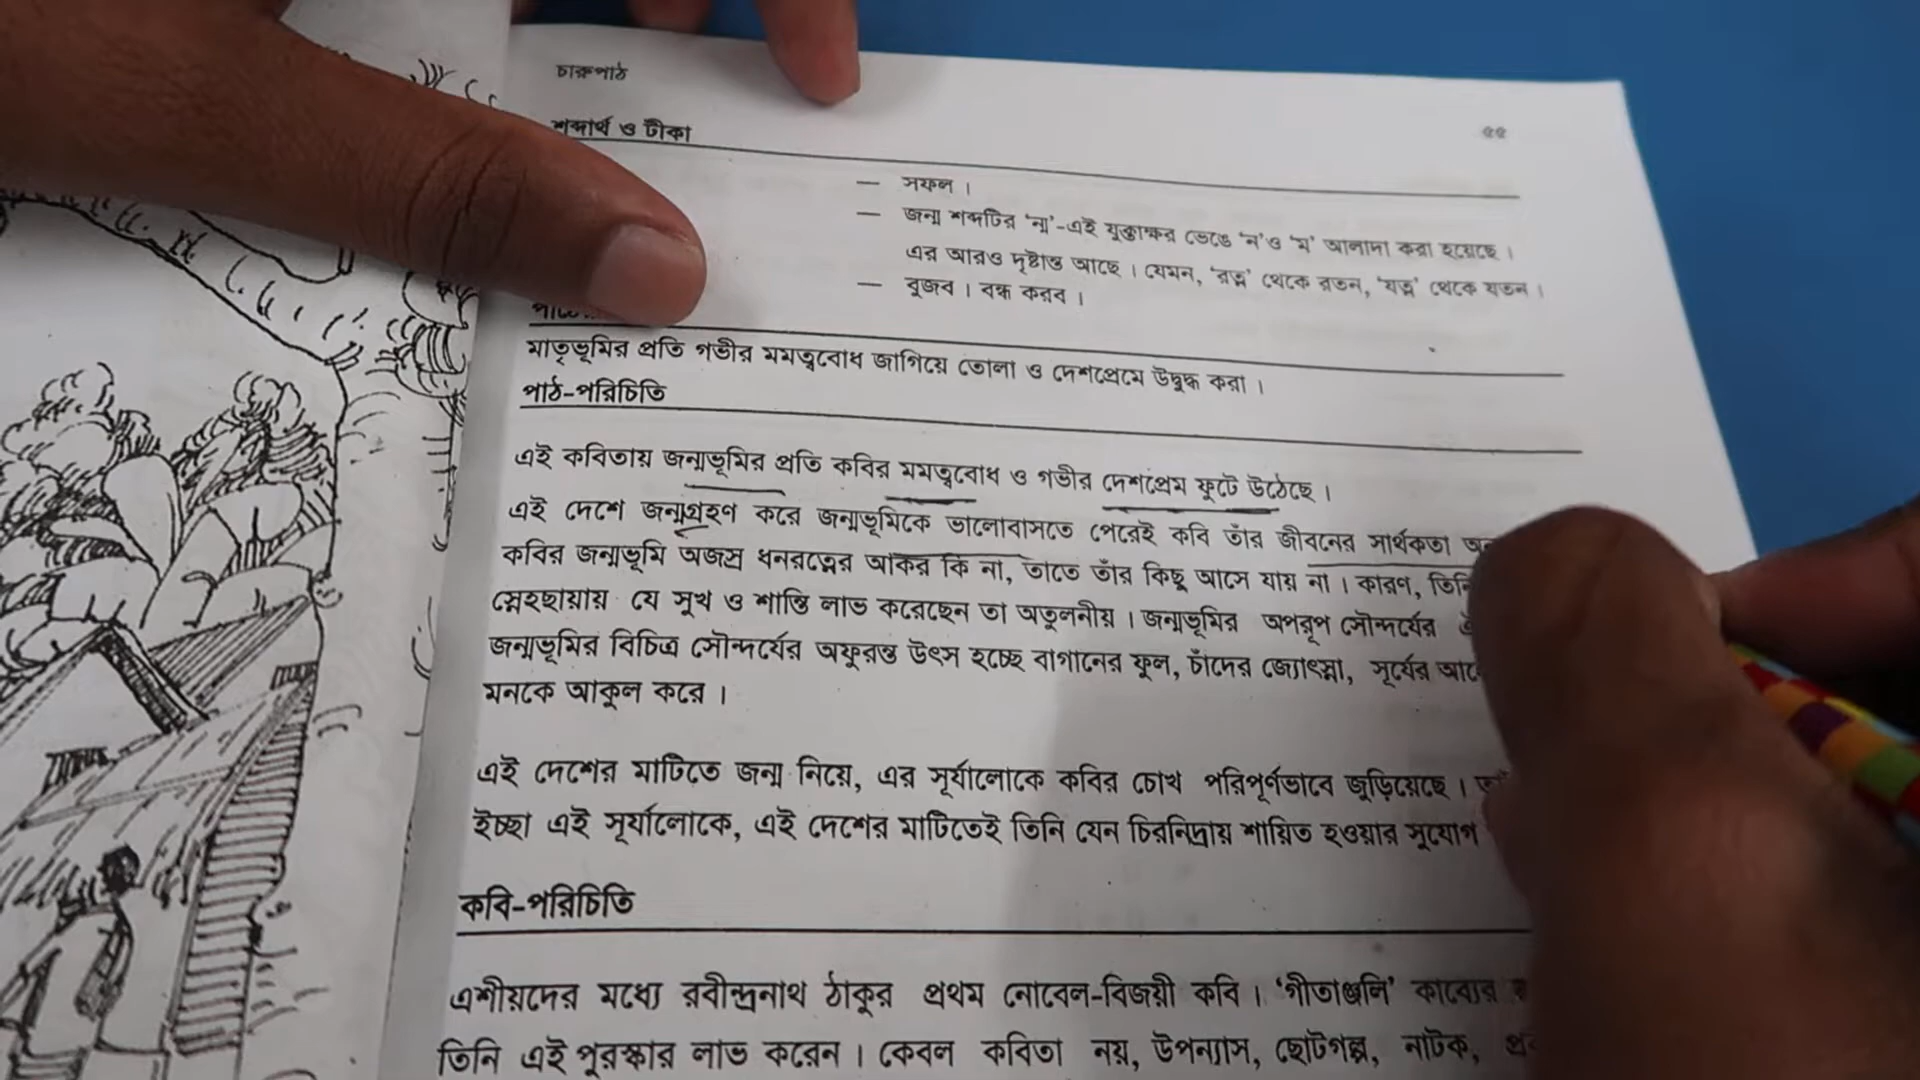 চারুপাঠ
৫৫
শব্দার্থ ও টীকা
— সফল ।
— জন্ম শব্দটির ‘ন্ম’-এই যুক্তাক্ষর ভেঙে ‘ন’ ও ‘ম’ আলাদা করা হয়েছে ।
এর আরও দৃষ্টান্ত আছে । যেমন, ‘রত্ন’ থেকে রতন, ‘যত্ন’ থেকে যতন ।
— বুজব । বন্ধ করব ।
মাতৃভূমির প্রতি গভীর মমত্ববোধ জাগিয়ে তোলা ও দেশপ্রেমে উদ্বুদ্ধ করা ।
পাঠ-পরিচিতি
এই কবিতায় জন্মভূমির প্রতি কবির মমত্ববোধ ও গভীর দেশপ্রেম ফুটে উঠেছে ।
এই দেশে জন্মগ্রহণ করে জন্মভূমিকে ভালোবাসতে পেরেই কবি তাঁর জীবনের সার্থকতা
কবির জন্মভূমি অজস্র ধনরত্নের আকর কি না, তাতে তাঁর কিছু আসে যায় না । কারণ,
স্নেহছায়ায় যে সুখ ও শান্তি লাভ করেছেন তা অতুলনীয় । জন্মভূমির অপরূপ সৌন্দর্যের
জন্মভূমির বিচিত্র সৌন্দর্যের অফুরন্ত উৎস হচ্ছে বাগানের ফুল, চাঁদের জ্যোৎস্না, সূর্যের
মনকে আকুল করে ।
এই দেশের মাটিতে জন্ম নিয়ে, এর সূর্যালোকে কবির চোখ পরিপূর্ণভাবে জুড়িয়েছে ।
ইচ্ছা এই সূর্যালোকে, এই দেশের মাটিতেই তিনি যেন চিরনিদ্রায় শায়িত হওয়ার সুযোগ
কবি-পরিচিতি
এশীয়দের মধ্যে রবীন্দ্রনাথ ঠাকুর প্রথম নোবেল-বিজয়ী কবি । ‘গীতাঞ্জলি’ কাব্যের
তিনি এই পুরস্কার লাভ করেন । কেবল কবিতা নয়, উপন্যাস, ছোটগল্প, নাটক,